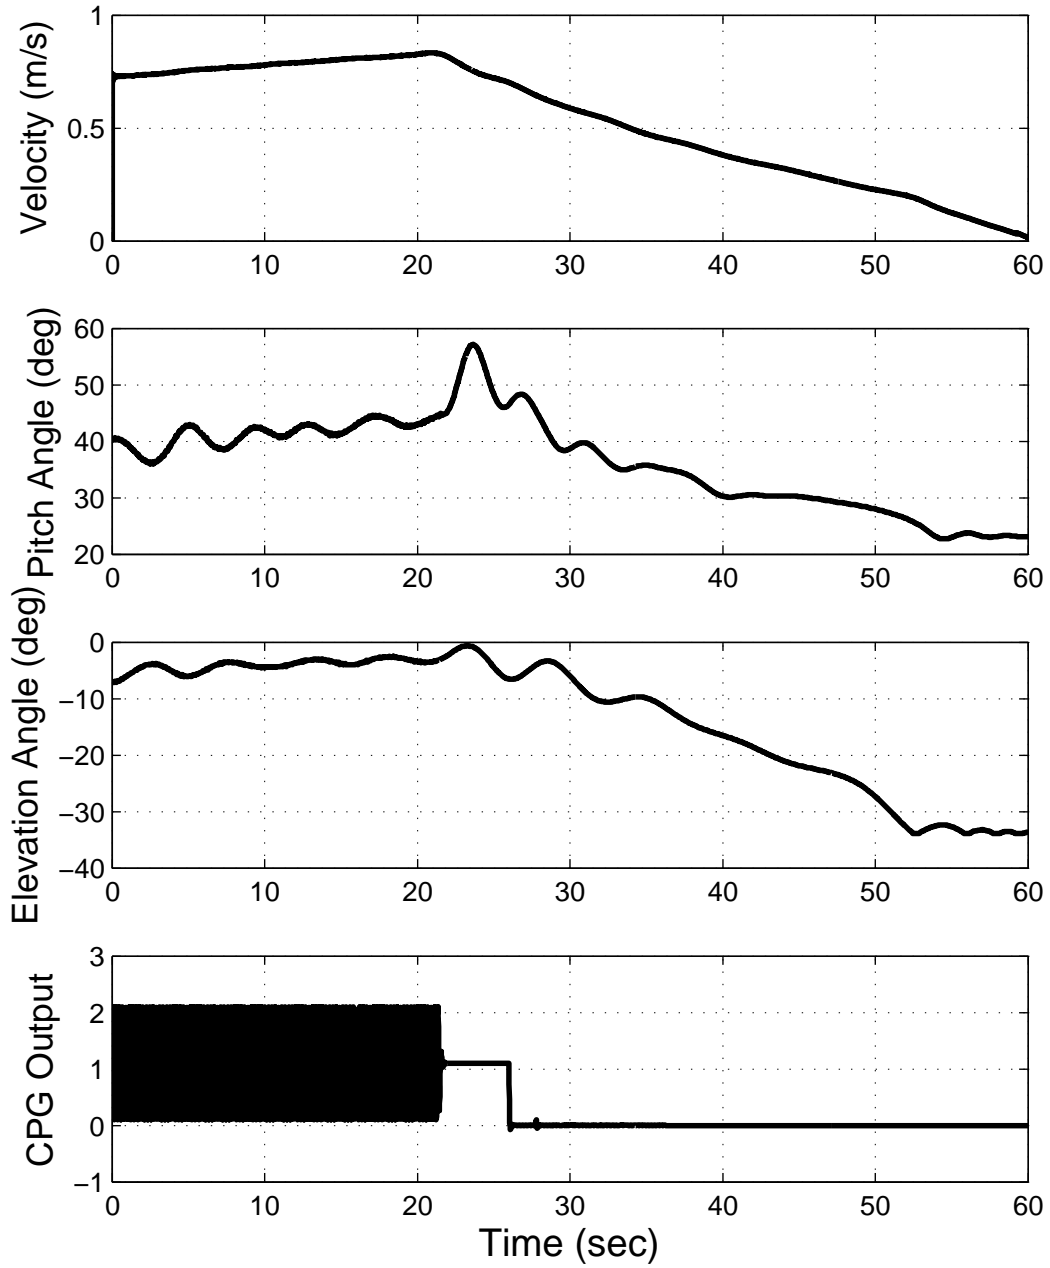 Velocity (m/s)
1
0.5
0
0 10 20 30 40 50 60
Pitch Angle (deg)
60
50
40
30
20
0 10 20 30 40 50 60
Elevation Angle (deg)
0
−10
−20
−30
−40
0 10 20 30 40 50 60
CPG Output
3
2
1
0
−1
0 10 20 30 40 50 60
Time (sec)